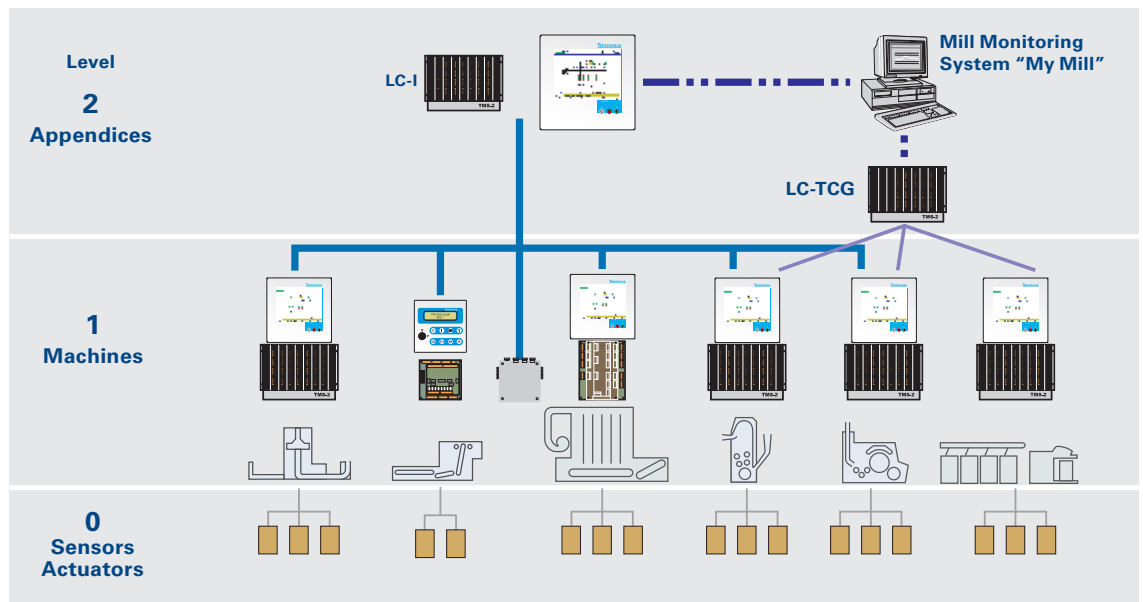 Level
2
Appendices
LC-I
TMS-2
Mill Monitoring
System “My Mill”
LC-TCG
TMS-2
1
Machines
TMS-2
TMS-2
TMS-2
TMS-2
0
Sensors
Actuators